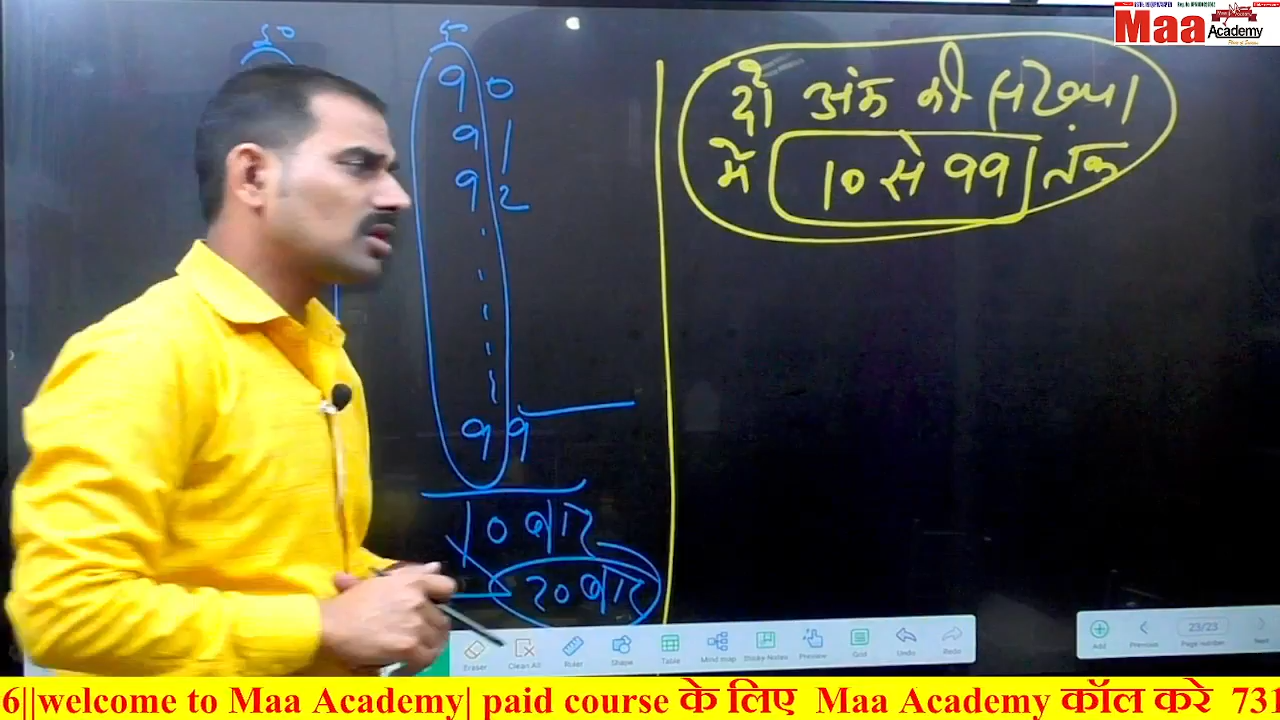 Maa
Academy
दो अंक की संख्या
में 10 से 99 तक
90
91
92
99
10 बार
20 बार
Eraser
Clean All
Ruler
Shape
Table
Mind map
Sticky Notes
Preview
Grid
Undo
Redo
Add
Previous
23/23
Page number
Next
6||welcome to Maa Academy| paid course के लिए Maa Academy कॉल करे 731